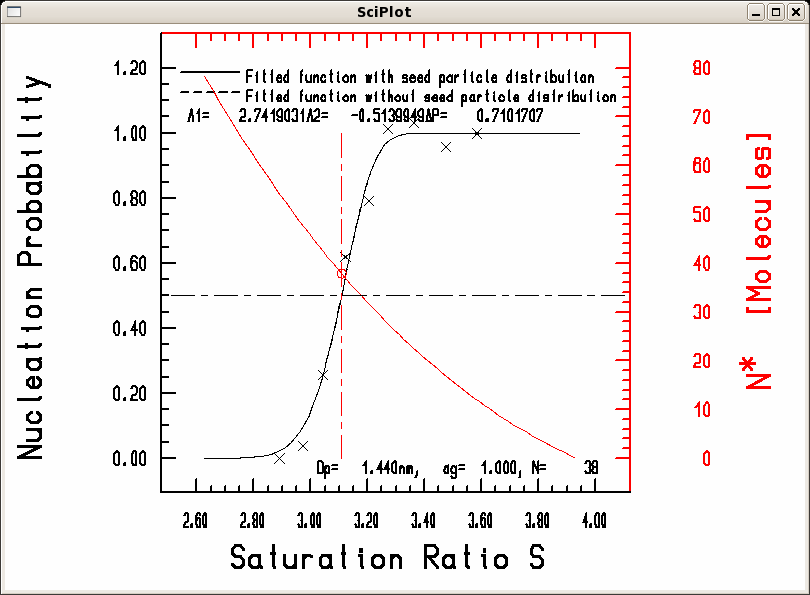 SciPlot
Fitted function with seed particle distribution
Fitted function without seed particle distribution
A1= 2.7419031A2= -0.5139949ΔP= 0.7101707
1.20
1.00
0.80
0.60
0.40
0.20
0.00
Nucleation Probability
80
70
60
50
40
30
20
10
0
N* [Molecules]
Dp= 1.440nm, ag= 1.000, N= 38
2.60 2.80 3.00 3.20 3.40 3.60 3.80 4.00
Saturation Ratio S